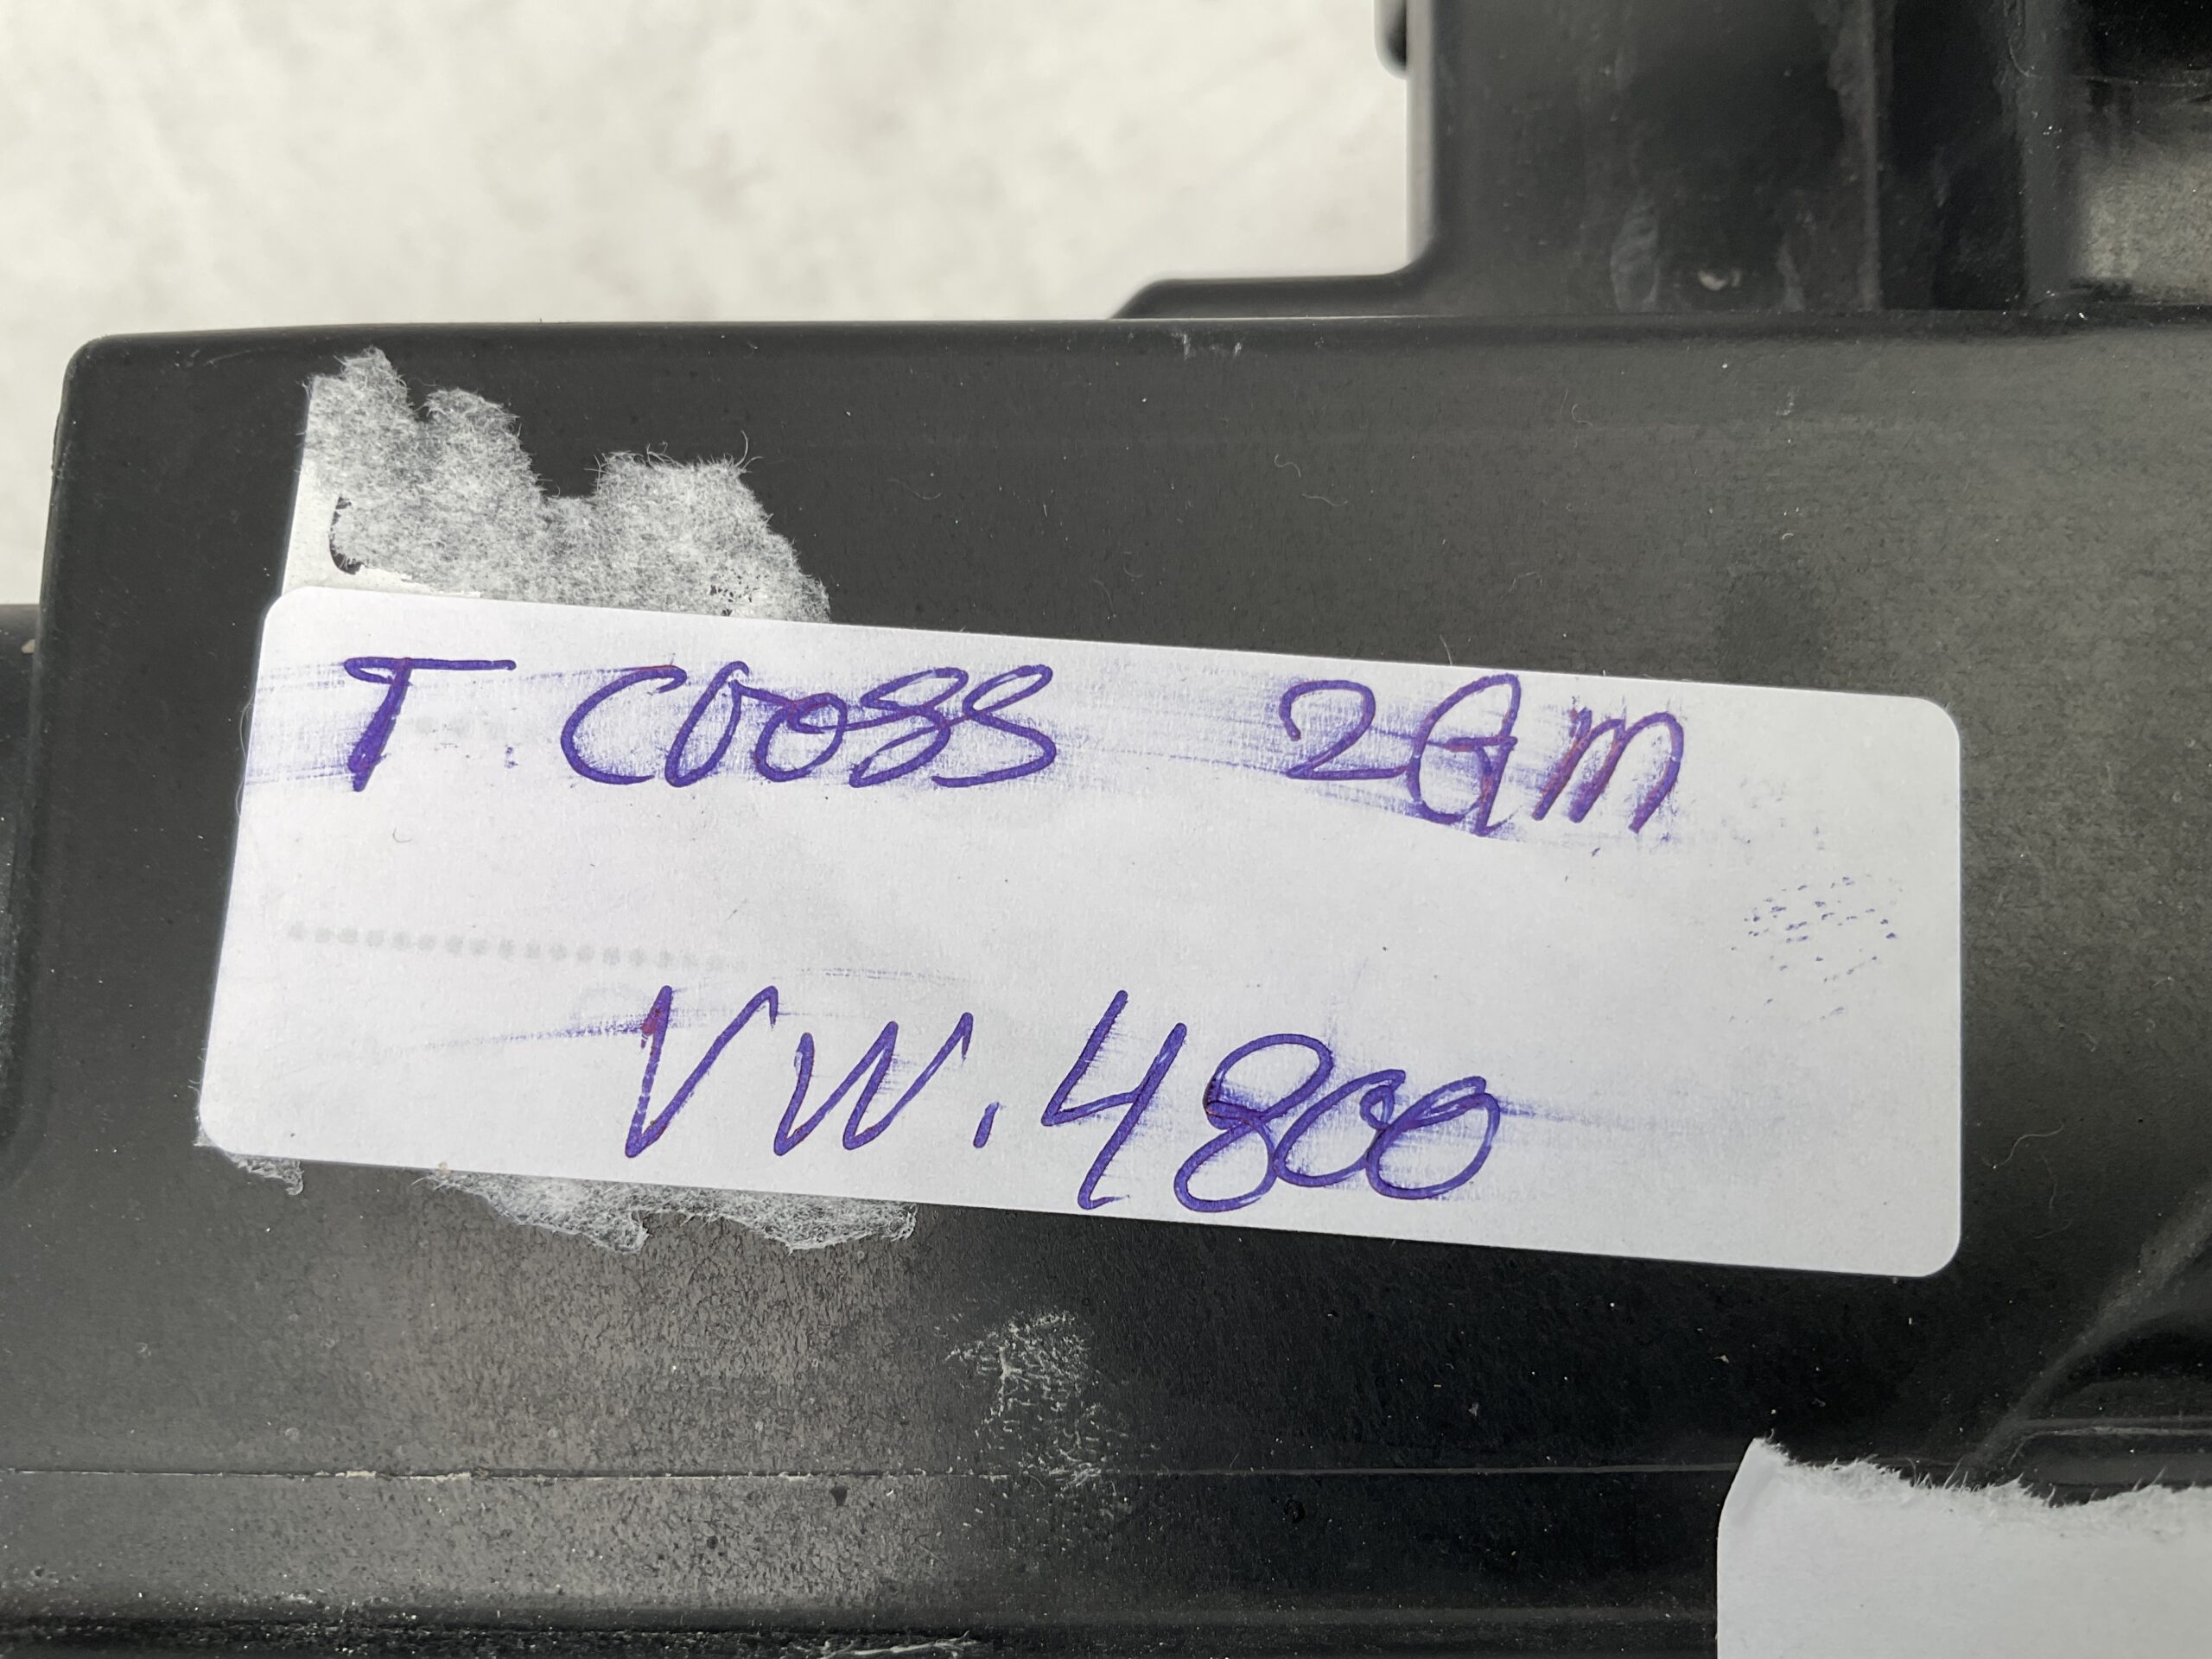 T. Cross 2GM
VW. 4800